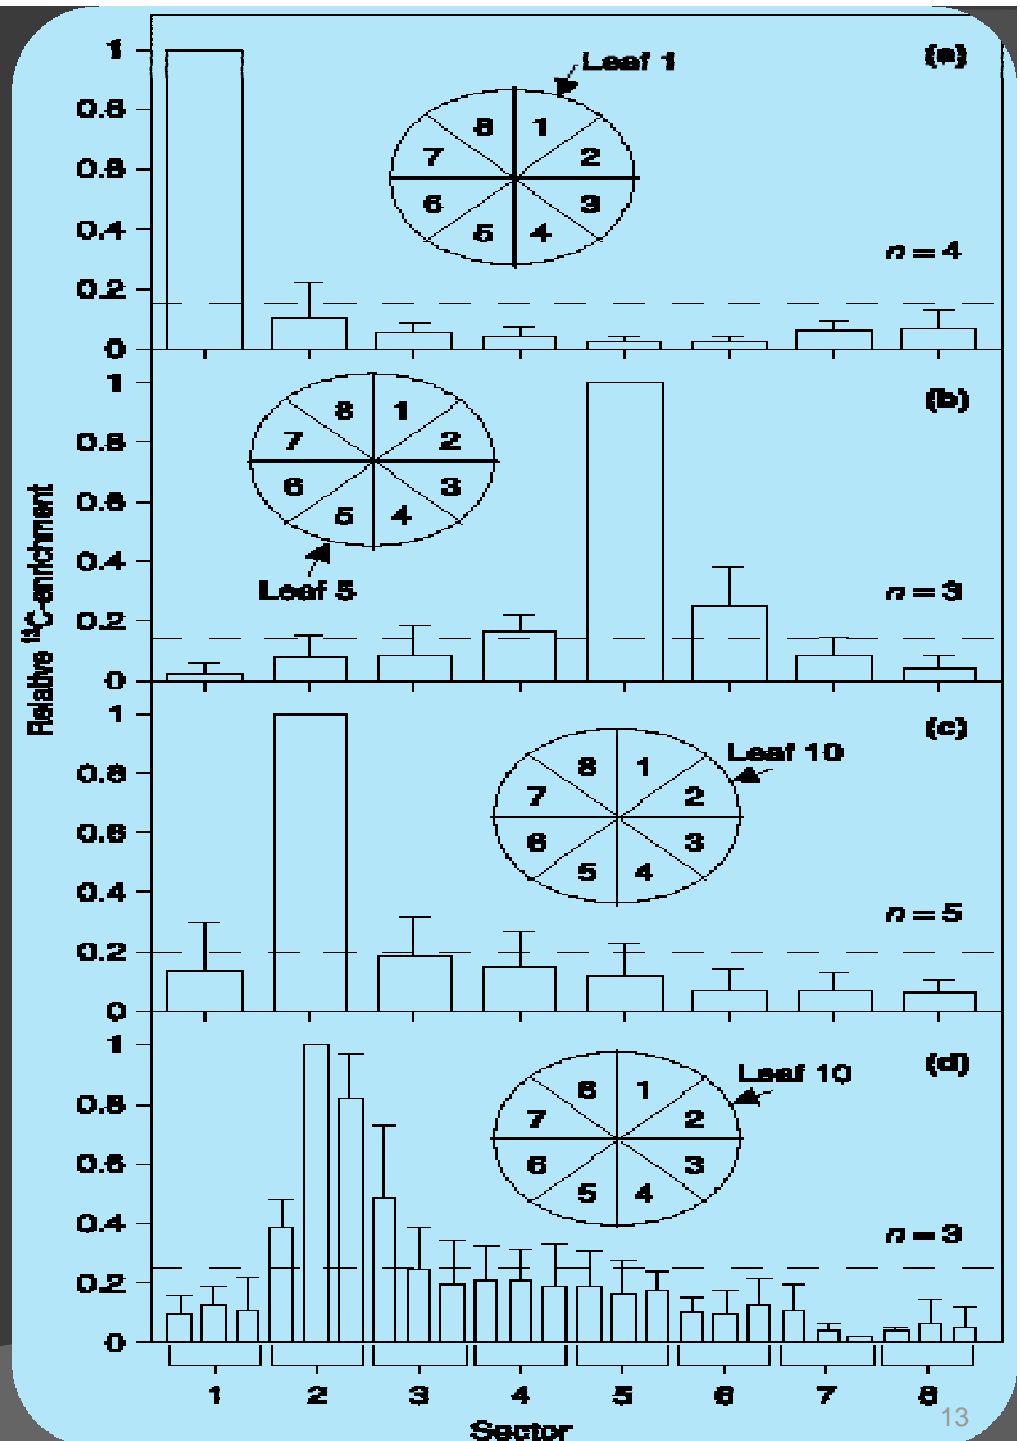 (a)
Leaf 1
1
0.8
0.6
0.4
0.2
0
8 1
7 2
6 3
5 4
n = 4
(b)
1
0.8
0.6
0.4
0.2
0
8 1
7 2
6 3
5 4
Leaf 5
n = 3
Relative ¹³C-enrichment
(c)
1
0.8
0.6
0.4
0.2
0
Leaf 10
8 1
7 2
6 3
5 4
n = 5
(d)
1
0.8
0.6
0.4
0.2
0
Leaf 10
8 1
7 2
6 3
5 4
n = 3
1 2 3 4 5 6 7 8
Sector
13